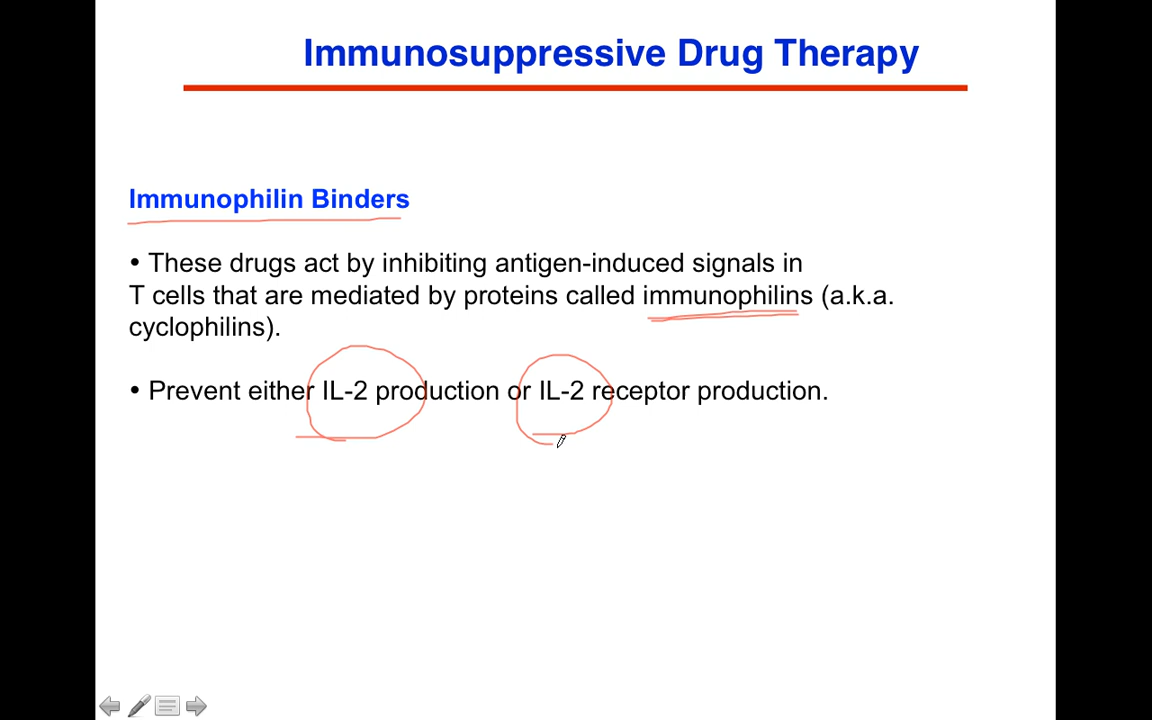 Immunosuppressive Drug Therapy
Immunophilin Binders
• These drugs act by inhibiting antigen-induced signals in
T cells that are mediated by proteins called immunophilins (a.k.a.
cyclophilins).
• Prevent either IL-2 production or IL-2 receptor production.